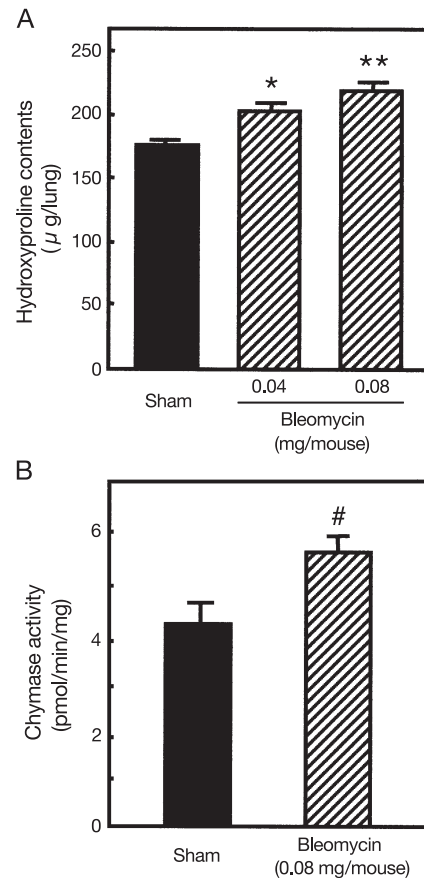 A
Hydroxyproline contents
(μ g/lung)
250
200
150
100
50
0
*
**
Sham
0.04
0.08
Bleomycin
(mg/mouse)
B
Chymase activity
(pmol/min/mg)
6
4
2
0
#
Sham
Bleomycin
(0.08 mg/mouse)